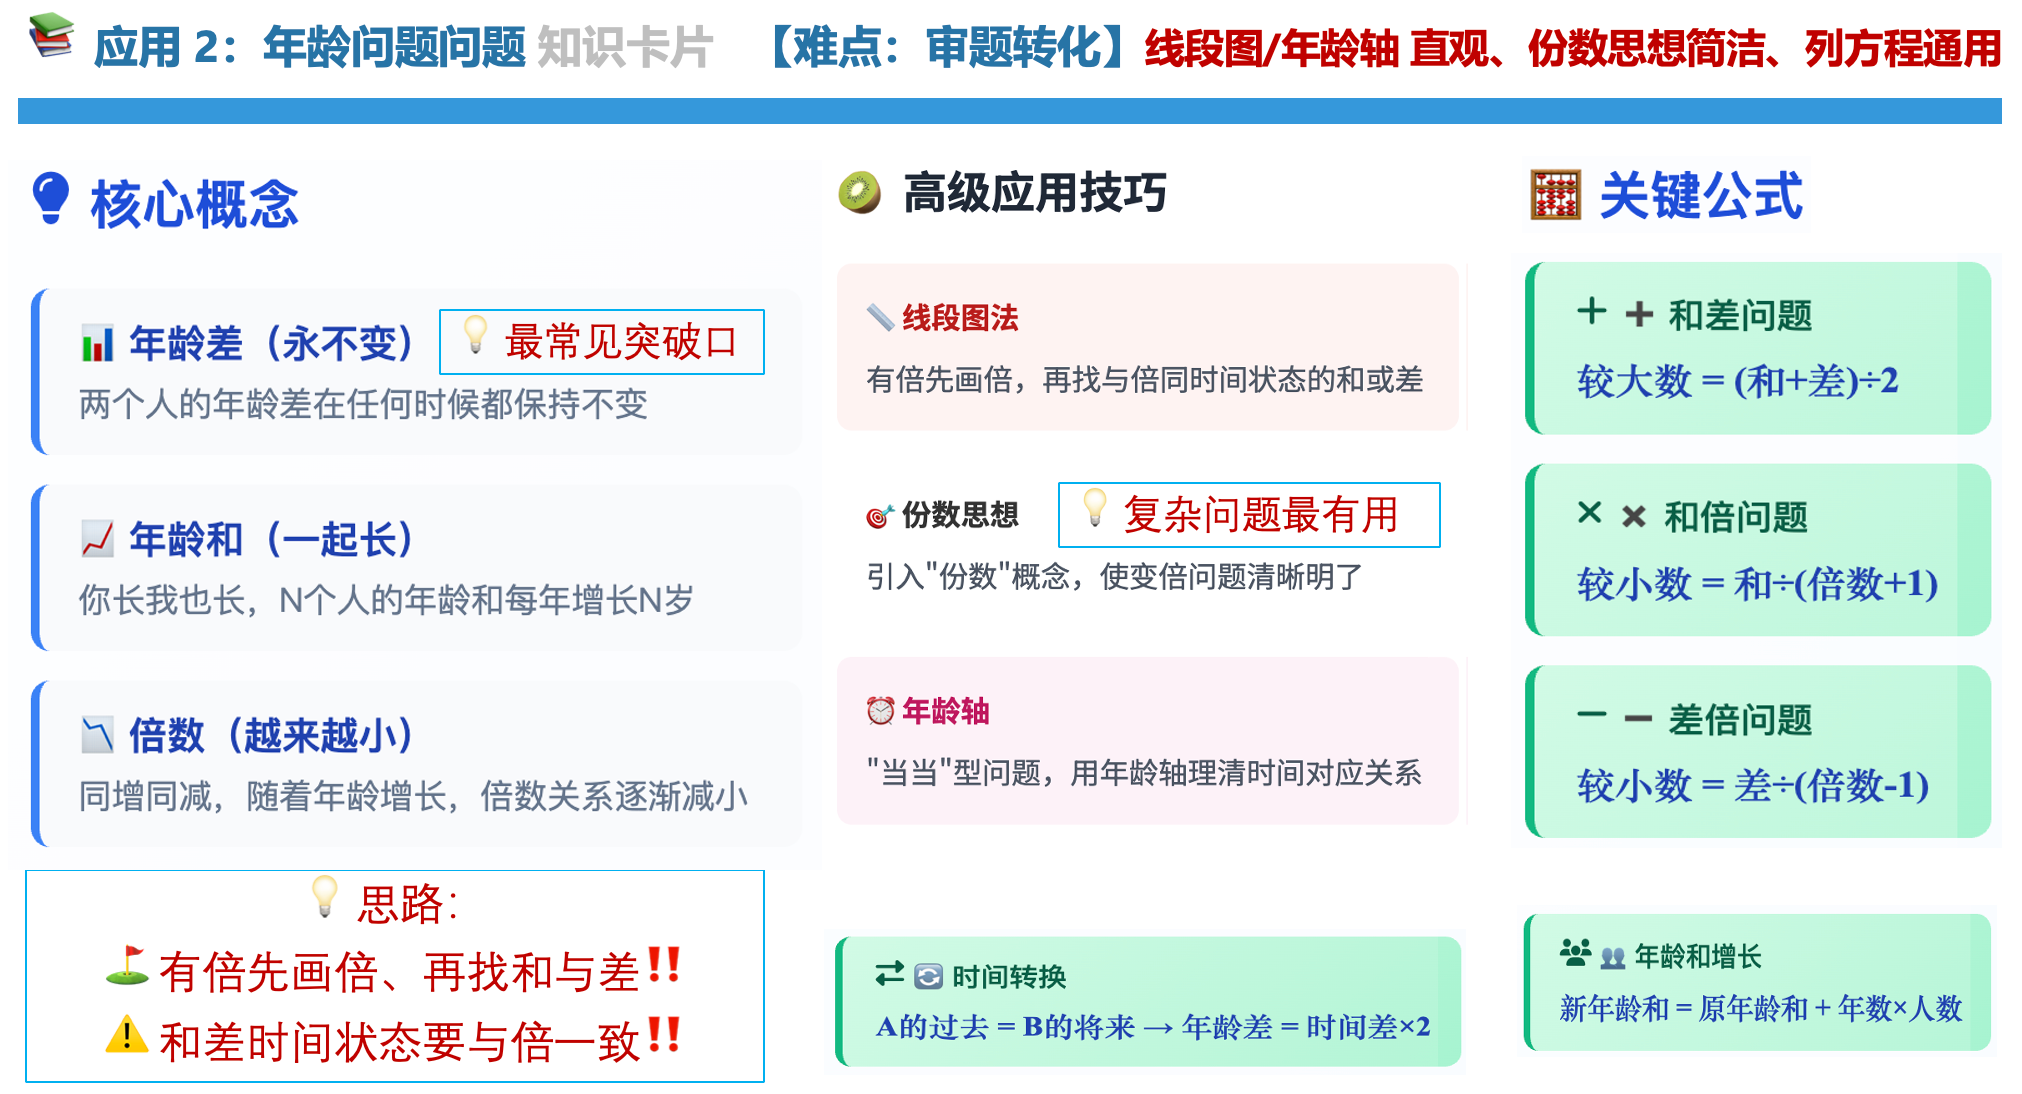 应用 2：年龄问题问题 知识卡片 【难点：审题转化】线段图/年龄轴 直观、份数思想简洁、列方程通用
核心概念
年龄差（永不变）
最常见突破口
两个人的年龄差在任何时候都保持不变
年龄和（一起长）
你长我也长，N个人的年龄和每年增长N岁
倍数（越来越小）
同增同减，随着年龄增长，倍数关系逐渐减小
思路：
有倍先画倍、再找和与差‼
和差时间状态要与倍一致‼
高级应用技巧
线段图法
有倍先画倍，再找与倍同时间状态的和或差
份数思想
复杂问题最有用
引入"份数"概念，使变倍问题清晰明了
年龄轴
"当当"型问题，用年龄轴理清时间对应关系
时间转换
A的过去 = B的将来 → 年龄差 = 时间差×2
关键公式
和差问题
较大数 = (和+差)÷2
和倍问题
较小数 = 和÷(倍数+1)
差倍问题
较小数 = 差÷(倍数-1)
年龄和增长
新年龄和 = 原年龄和 + 年数×人数